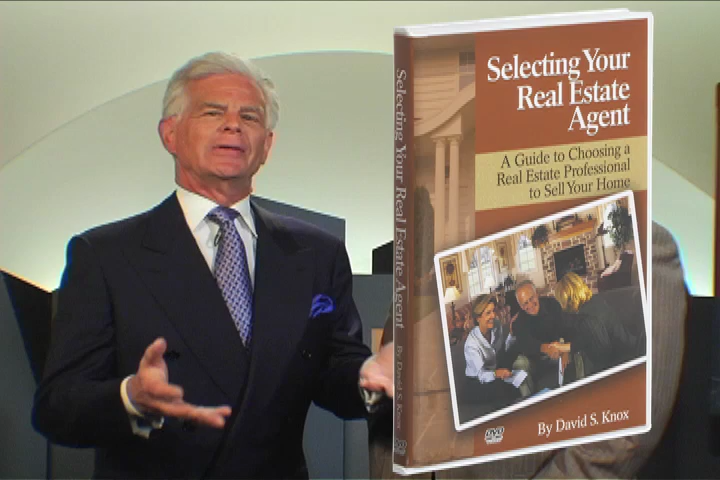 Selecting Your
Real Estate
Agent
A Guide to Choosing a
Real Estate Professional
to Sell Your Home
By David S. Knox
DVD
Selecting Your Real Estate Agent
By David S. Knox
DVD